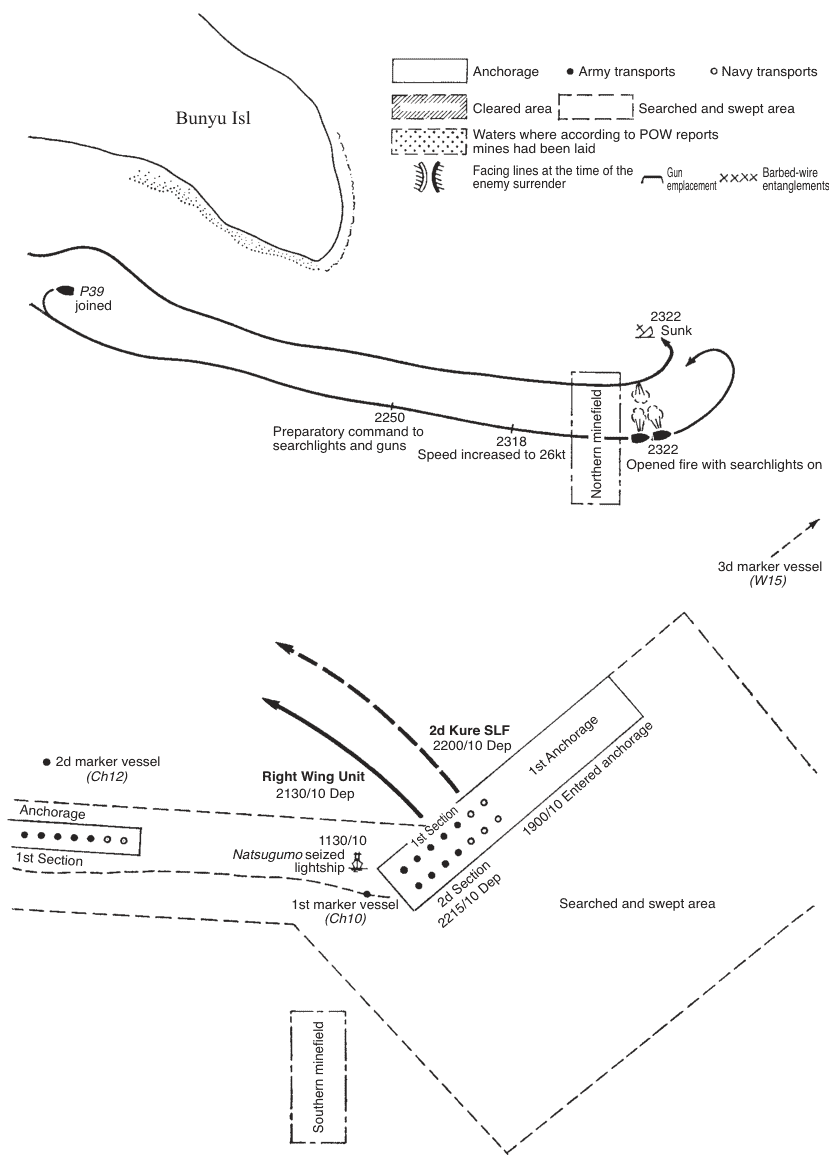 Bunyu Isl
Anchorage
Army transports
Navy transports
Cleared area
Searched and swept area
Waters where according to POW reports
mines had been laid
Facing lines at the time of the
enemy surrender
Gun
emplacement
Barbed-wire
entanglements
P39
joined
2322
Sunk
2250
Preparatory command to
searchlights and guns
2318
Speed increased to 26kt
Northern minefield
2322
Opened fire with searchlights on
3d marker vessel
(W15)
2d Kure SLF
2200/10 Dep
1st Anchorage
1900/10 Entered anchorage
2d marker vessel
(Ch12)
Right Wing Unit
2130/10 Dep
Anchorage
1st Section
1st Section
1130/10
Natsugumo seized
lightship
2d Section
2215/10 Dep
1st marker vessel
(Ch10)
Searched and swept area
Southern minefield